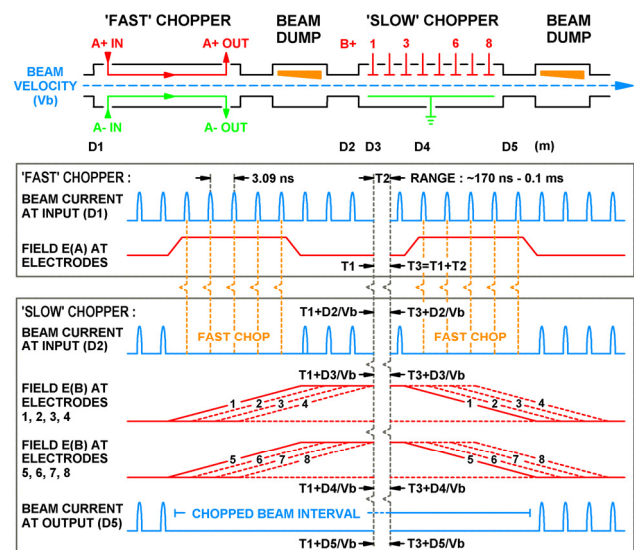 'FAST' CHOPPER
BEAM DUMP
'SLOW' CHOPPER
BEAM DUMP
A+ IN
A+ OUT
B+
1 3 6 8
BEAM VELOCITY (Vb)
A- IN
A- OUT
D1 D2 D3 D4 D5 (m)
'FAST' CHOPPER :
3.09 ns
T2
RANGE : ~170 ns - 0.1 ms
BEAM CURRENT
AT INPUT (D1)
FIELD E(A) AT
ELECTRODES
T1
T3=T1+T2
'SLOW' CHOPPER :
T1+D2/Vb
T3+D2/Vb
BEAM CURRENT
AT INPUT (D2)
FAST CHOP
FAST CHOP
T1+D3/Vb
T3+D3/Vb
FIELD E(B) AT
ELECTRODES
1, 2, 3, 4
1 2 3 4
1 2 3 4
FIELD E(B) AT
ELECTRODES
5, 6, 7, 8
5 6 7 8
5 6 7 8
T1+D4/Vb
T3+D4/Vb
BEAM CURRENT
AT OUTPUT (D5)
CHOPPED BEAM INTERVAL
T1+D5/Vb
T3+D5/Vb